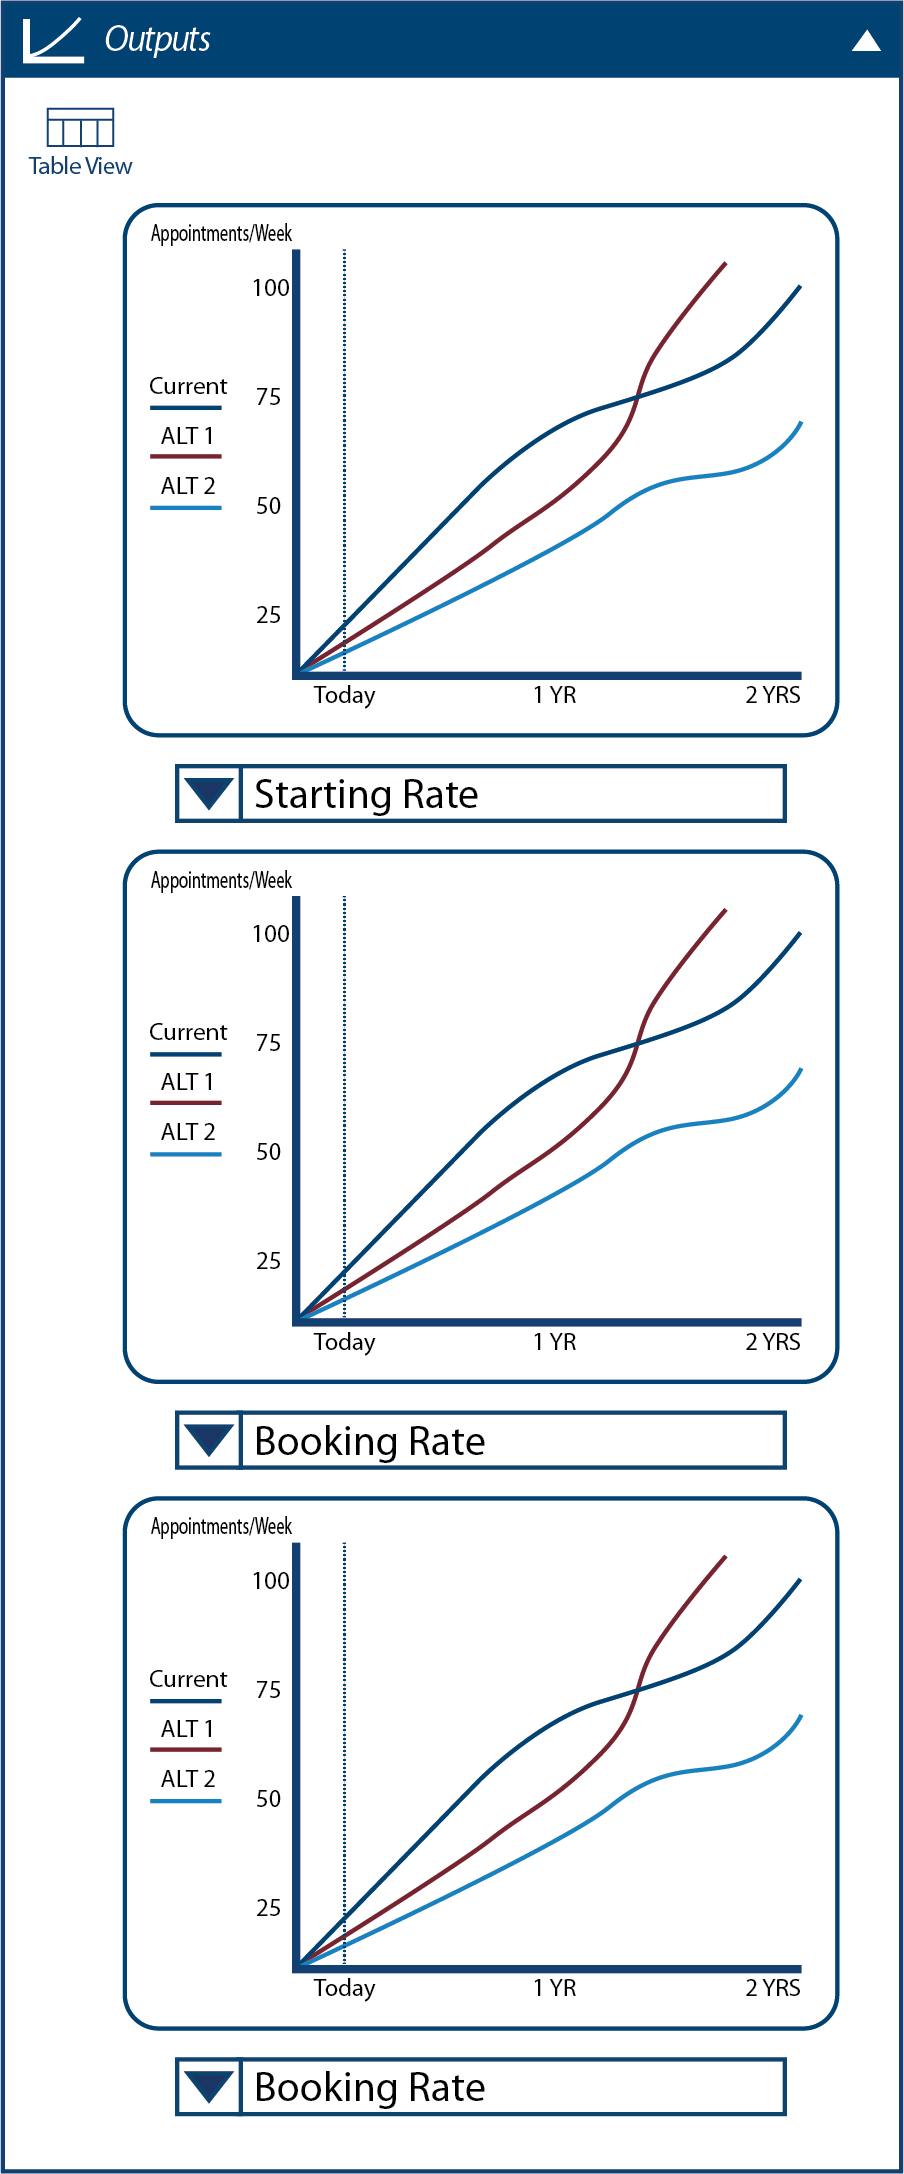 Outputs
Table View
Appointments/Week
100
Current
75
ALT 1
ALT 2
50
25
Today 1 YR 2 YRS
Starting Rate
Appointments/Week
100
Current
75
ALT 1
ALT 2
50
25
Today 1 YR 2 YRS
Booking Rate
Appointments/Week
100
Current
75
ALT 1
ALT 2
50
25
Today 1 YR 2 YRS
Booking Rate